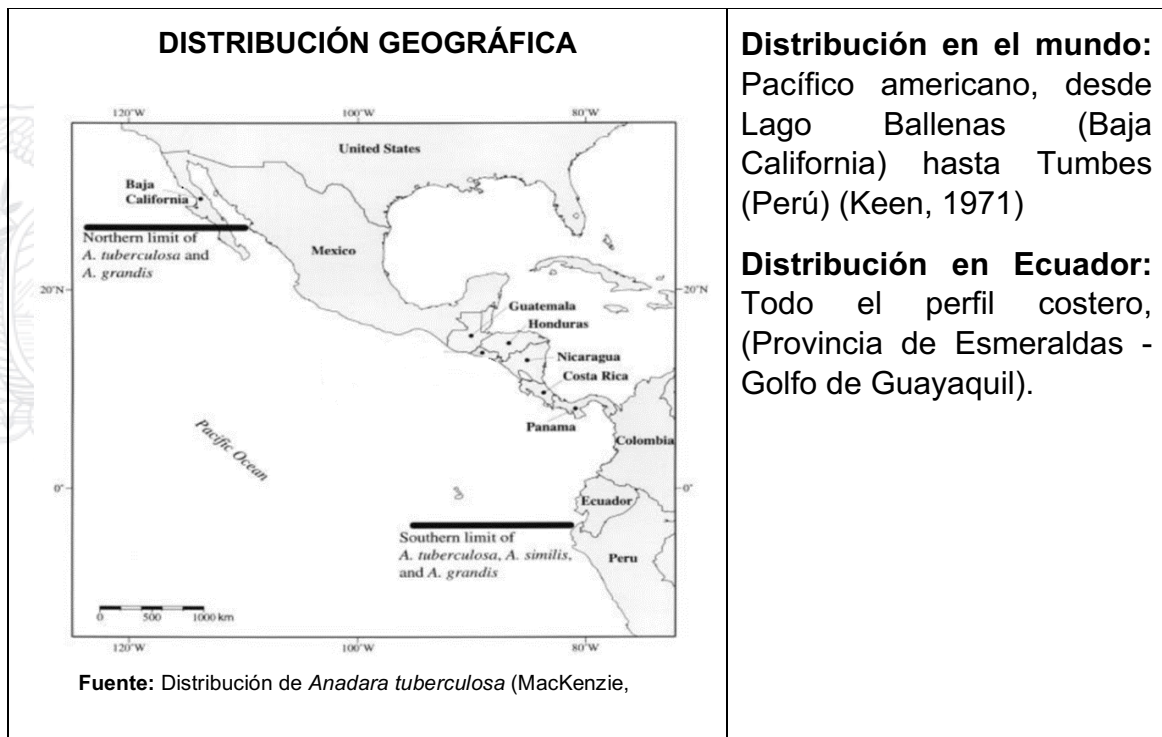 DISTRIBUCIÓN GEOGRÁFICA
120°W
100°W
80°W
United States
Baja
California
Northern limit of
A. tuberculosa and
A. grandis
Mexico
20°N
20°N
Guatemala
Honduras
Nicaragua
Costa Rica
Panama
Colombia
Pacific Ocean
0°
0°
Ecuador
Southern limit of
A. tuberculosa, A. similis,
and A. grandis
Peru
0 500 1000 km
120°W
100°W
80°W
Fuente: Distribución de Anadara tuberculosa (MacKenzie,
Distribución en el mundo:
Pacífico americano, desde
Lago Ballenas (Baja
California) hasta Tumbes
(Perú) (Keen, 1971)
Distribución en Ecuador:
Todo el perfil costero,
(Provincia de Esmeraldas -
Golfo de Guayaquil).